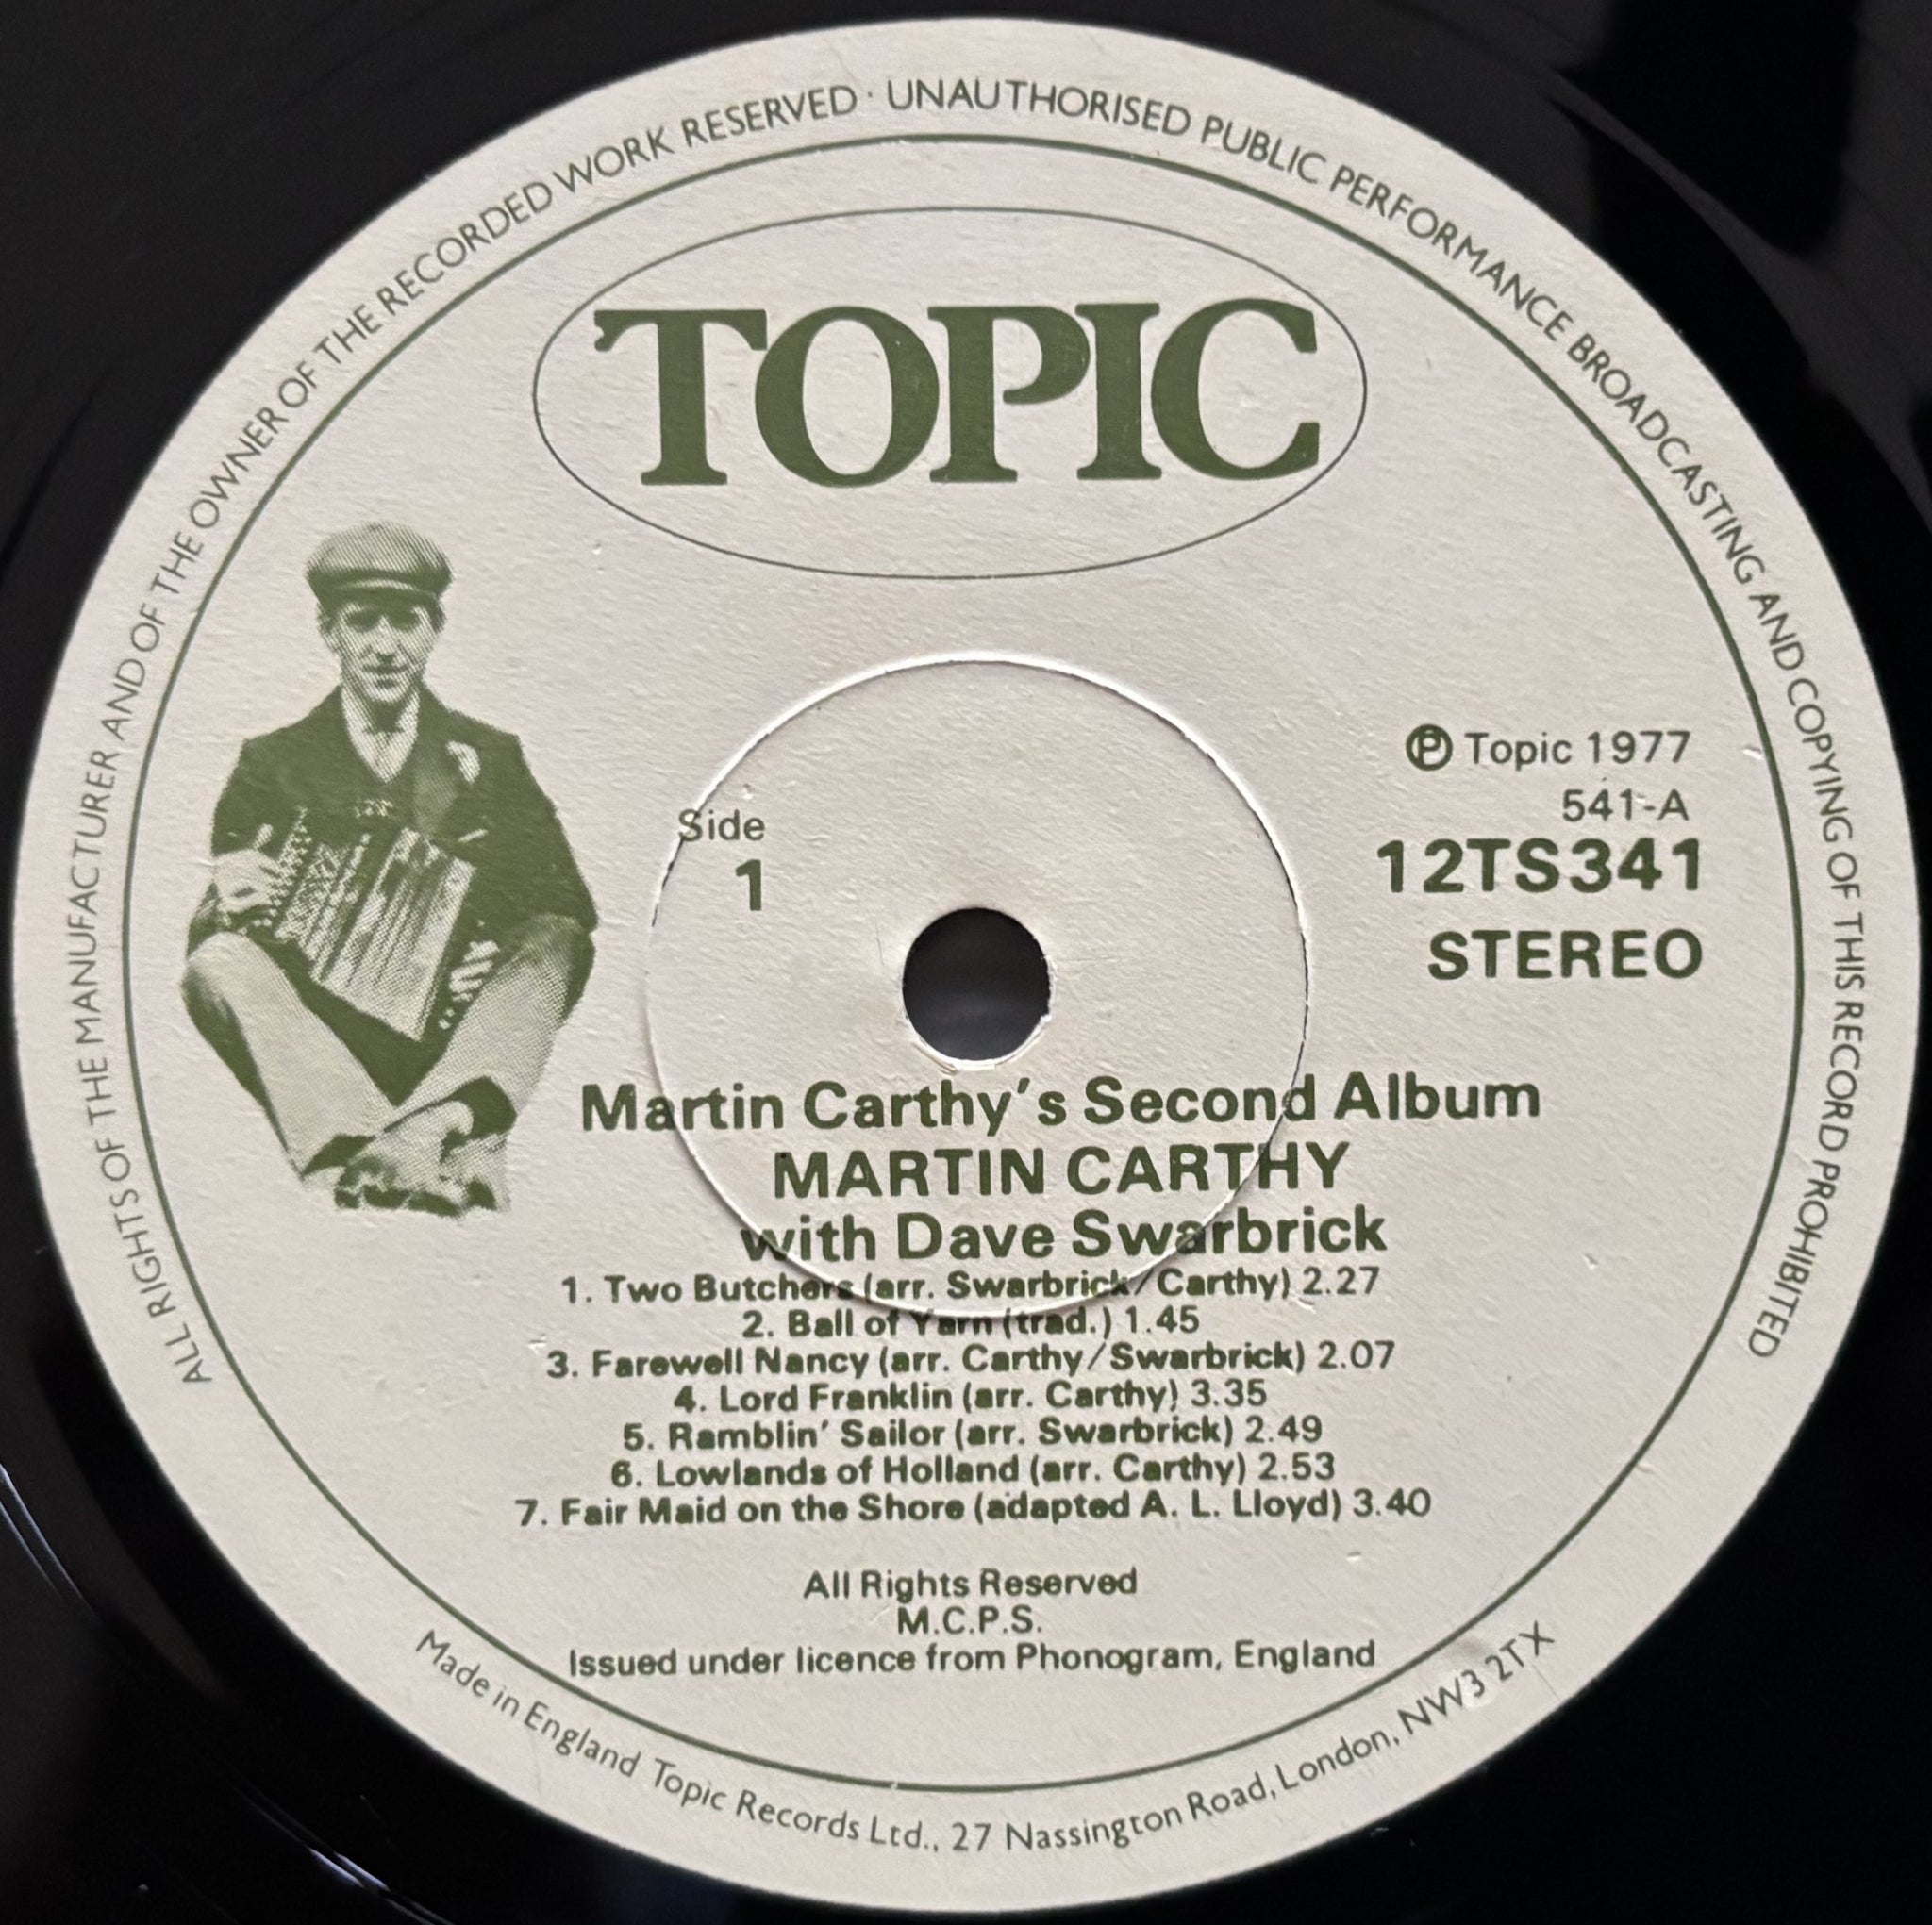 ALL RIGHTS OF THE MANUFACTURER AND OF THE OWNER OF THE RECORDED WORK RESERVED · UNAUTHORISED PUBLIC PERFORMANCE BROADCASTING AND COPYING OF THIS RECORD PROHIBITED
TOPIC
Ⓟ Topic 1977
541-A
12TS341
STEREO
Side
1
Martin Carthy's Second Album
MARTIN CARTHY
with Dave Swarbrick
1. Two Butchers (arr. Swarbrick/Carthy) 2.27
2. Ball of Yarn (trad.) 1.45
3. Farewell Nancy (arr. Carthy/Swarbrick) 2.07
4. Lord Franklin (arr. Carthy) 3.35
5. Ramblin' Sailor (arr. Swarbrick) 2.49
6. Lowlands of Holland (arr. Carthy) 2.53
7. Fair Maid on the Shore (adapted A. L. Lloyd) 3.40
All Rights Reserved
M.C.P.S.
Issued under licence from Phonogram, England
Made in England Topic Records Ltd., 27 Nassington Road, London, NW3 2TX